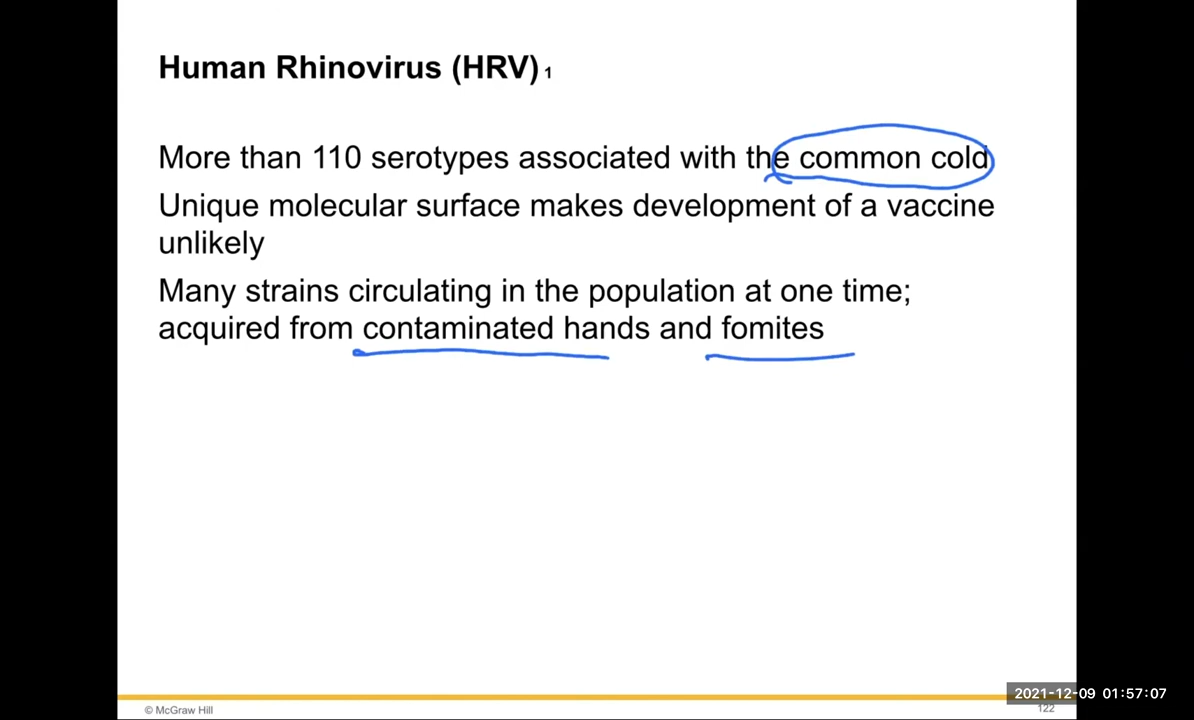 Human Rhinovirus (HRV) 1
More than 110 serotypes associated with the common cold
Unique molecular surface makes development of a vaccine
unlikely
Many strains circulating in the population at one time;
acquired from contaminated hands and fomites
2021-12-09 01:57:07
© McGraw Hill
122